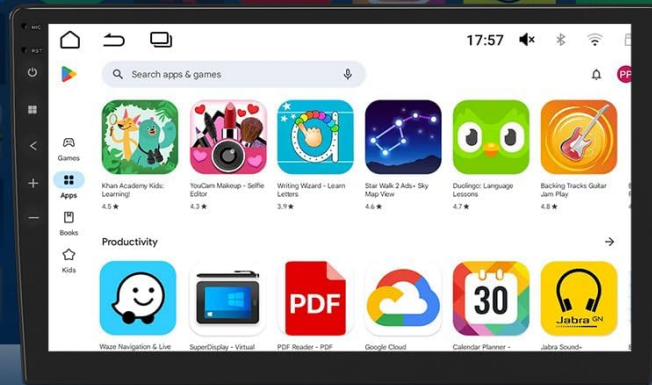 MIC
17:57
RST
Search apps & games
PP
Games
Apps
Books
Kids
Khan Academy Kids: Learning!
4.5 ★
YouCam Makeup - Selfie Editor
4.3 ★
a
Writing Wizard - Learn Letters
3.9 ★
Star Walk 2 Ads+ Sky Map View
4.6 ★
Duolingo: Language Lessons
4.7 ★
Backing Tracks Guitar Jam Play
4.8 ★
Productivity
Waze Navigation & Live
SuperDisplay - Virtual
PDF
PDF Reader - PDF
Google Cloud
30
Calendar Planner -
Jabra GN
Jabra Sound+